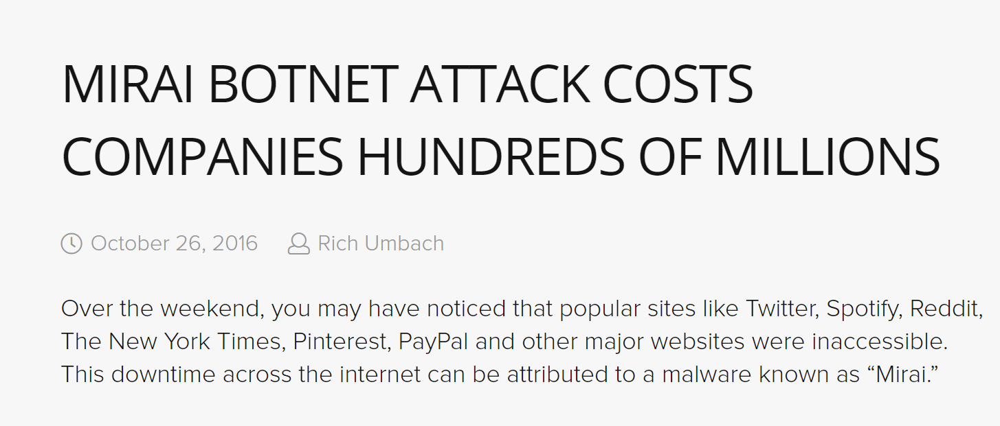 MIRAI BOTNET ATTACK COSTS
COMPANIES HUNDREDS OF MILLIONS
October 26, 2016 Rich Umbach
Over the weekend, you may have noticed that popular sites like Twitter, Spotify, Reddit,
The New York Times, Pinterest, PayPal and other major websites were inaccessible.
This downtime across the internet can be attributed to a malware known as “Mirai.”